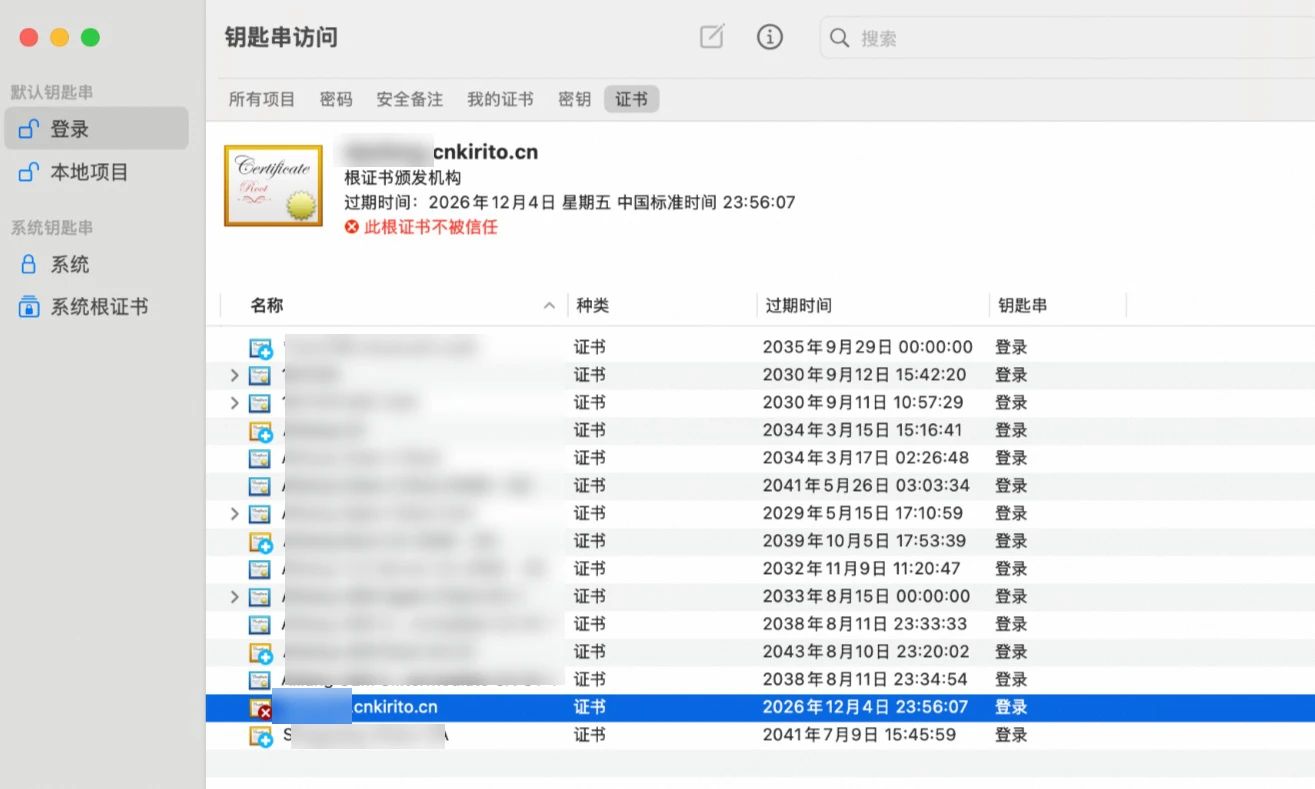 钥匙串访问
搜索
默认钥匙串
登录
本地项目
系统钥匙串
系统
系统根证书
所有项目 密码 安全备注 我的证书 密钥 证书
Certificate
Root
cnkirito.cn
根证书颁发机构
过期时间：2026年12月4日 星期五 中国标准时间 23:56:07
此根证书不被信任
名称 种类 过期时间 钥匙串
证书 2035年9月29日 00:00:00 登录
证书 2030年9月12日 15:42:20 登录
证书 2030年9月11日 10:57:29 登录
证书 2034年3月15日 15:16:41 登录
证书 2034年3月17日 02:26:48 登录
证书 2041年5月26日 03:03:34 登录
证书 2029年5月15日 17:10:59 登录
证书 2039年10月5日 17:53:39 登录
证书 2032年11月9日 11:20:47 登录
证书 2033年8月15日 00:00:00 登录
证书 2038年8月11日 23:33:33 登录
证书 2043年8月10日 23:20:02 登录
证书 2038年8月11日 23:34:54 登录
.cnkirito.cn 证书 2026年12月4日 23:56:07 登录
证书 2041年7月9日 15:45:59 登录